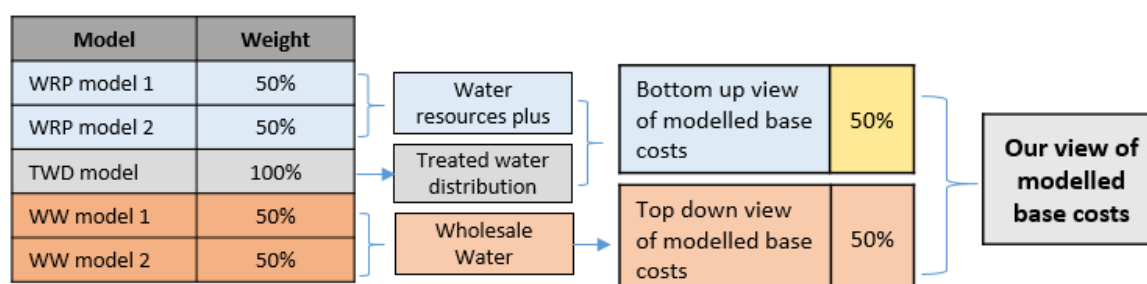 Model Weight
WRP model 1 50%
WRP model 2 50%
TWD model 100%
WW model 1 50%
WW model 2 50%
Water
resources plus
Treated water
distribution
Wholesale
Water
Bottom up view
of modelled base
costs
50%
Top down view
of modelled base
costs
50%
Our view of
modelled
base costs